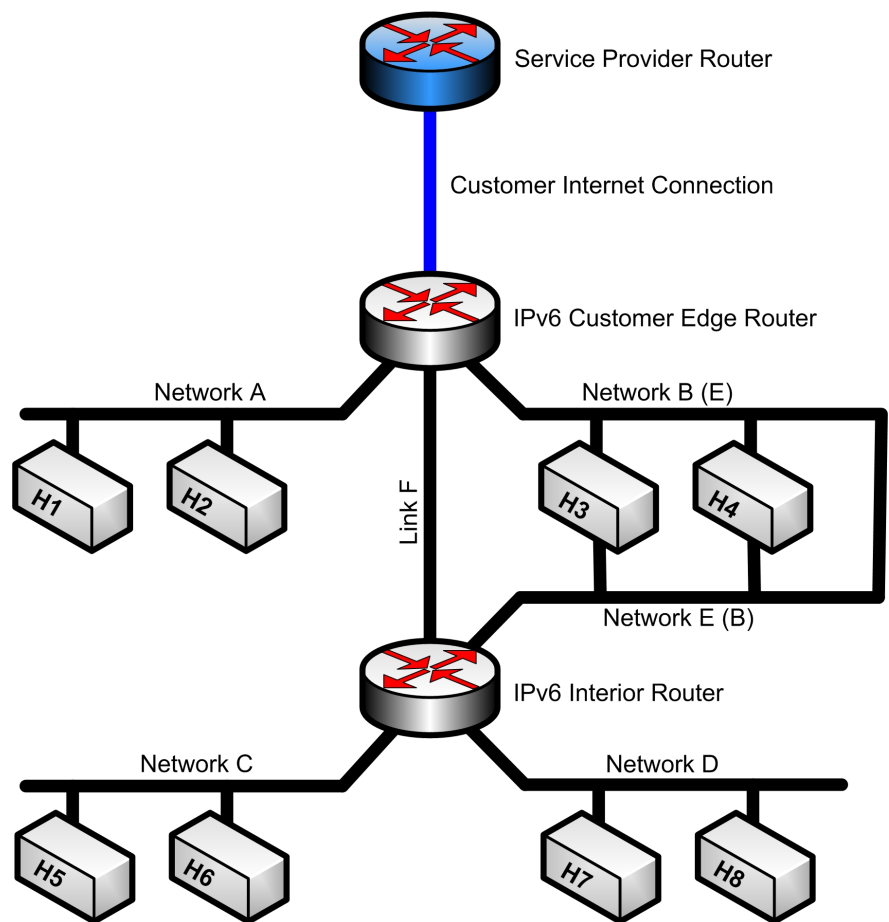 Service Provider Router
Customer Internet Connection
IPv6 Customer Edge Router
Network A
Network B (E)
H1
H2
H3
H4
Link F
Network E (B)
IPv6 Interior Router
Network C
Network D
H5
H6
H7
H8